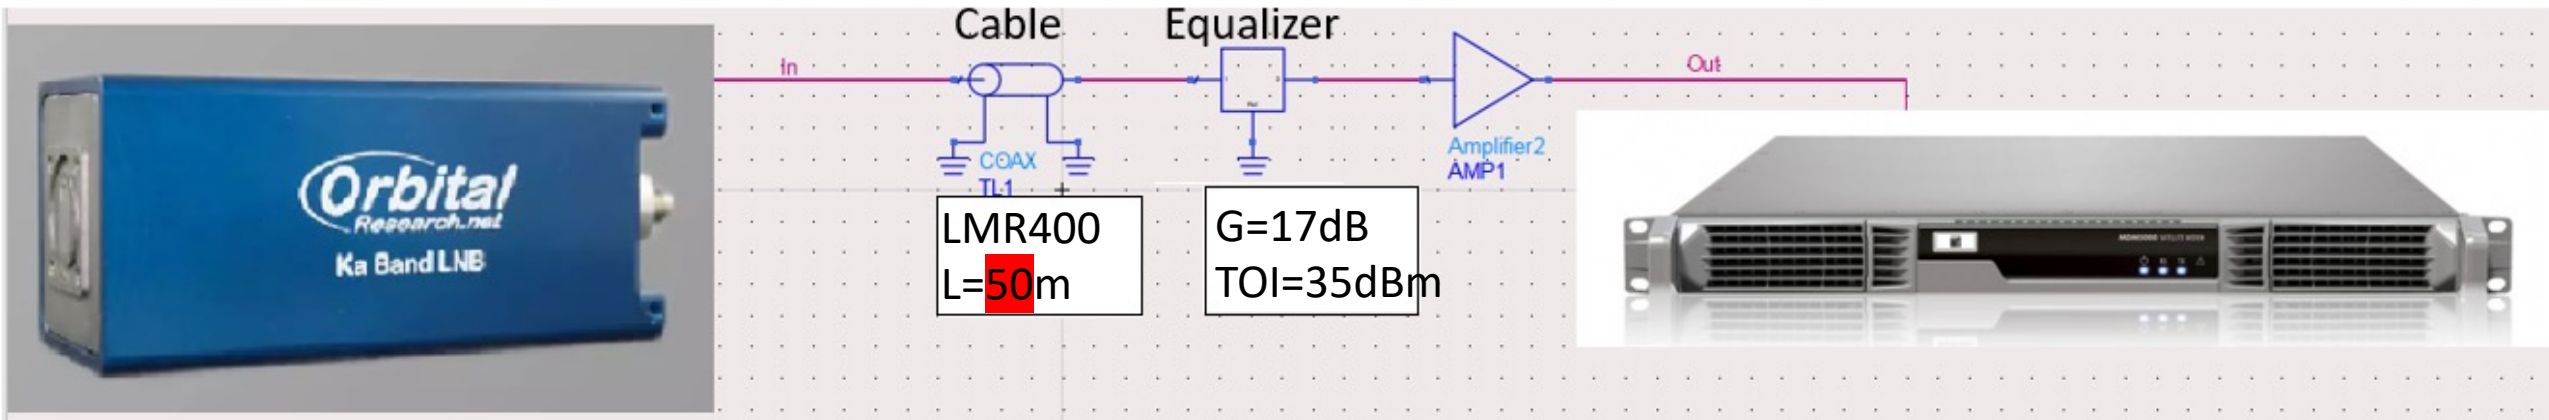 Cable
Equalizer
In
Out
Orbital
Research.net
Ka Band LNB
COAX
TL1
Amplifier2
AMP1
LMR400
L=50m
G=17dB
TOI=35dBm